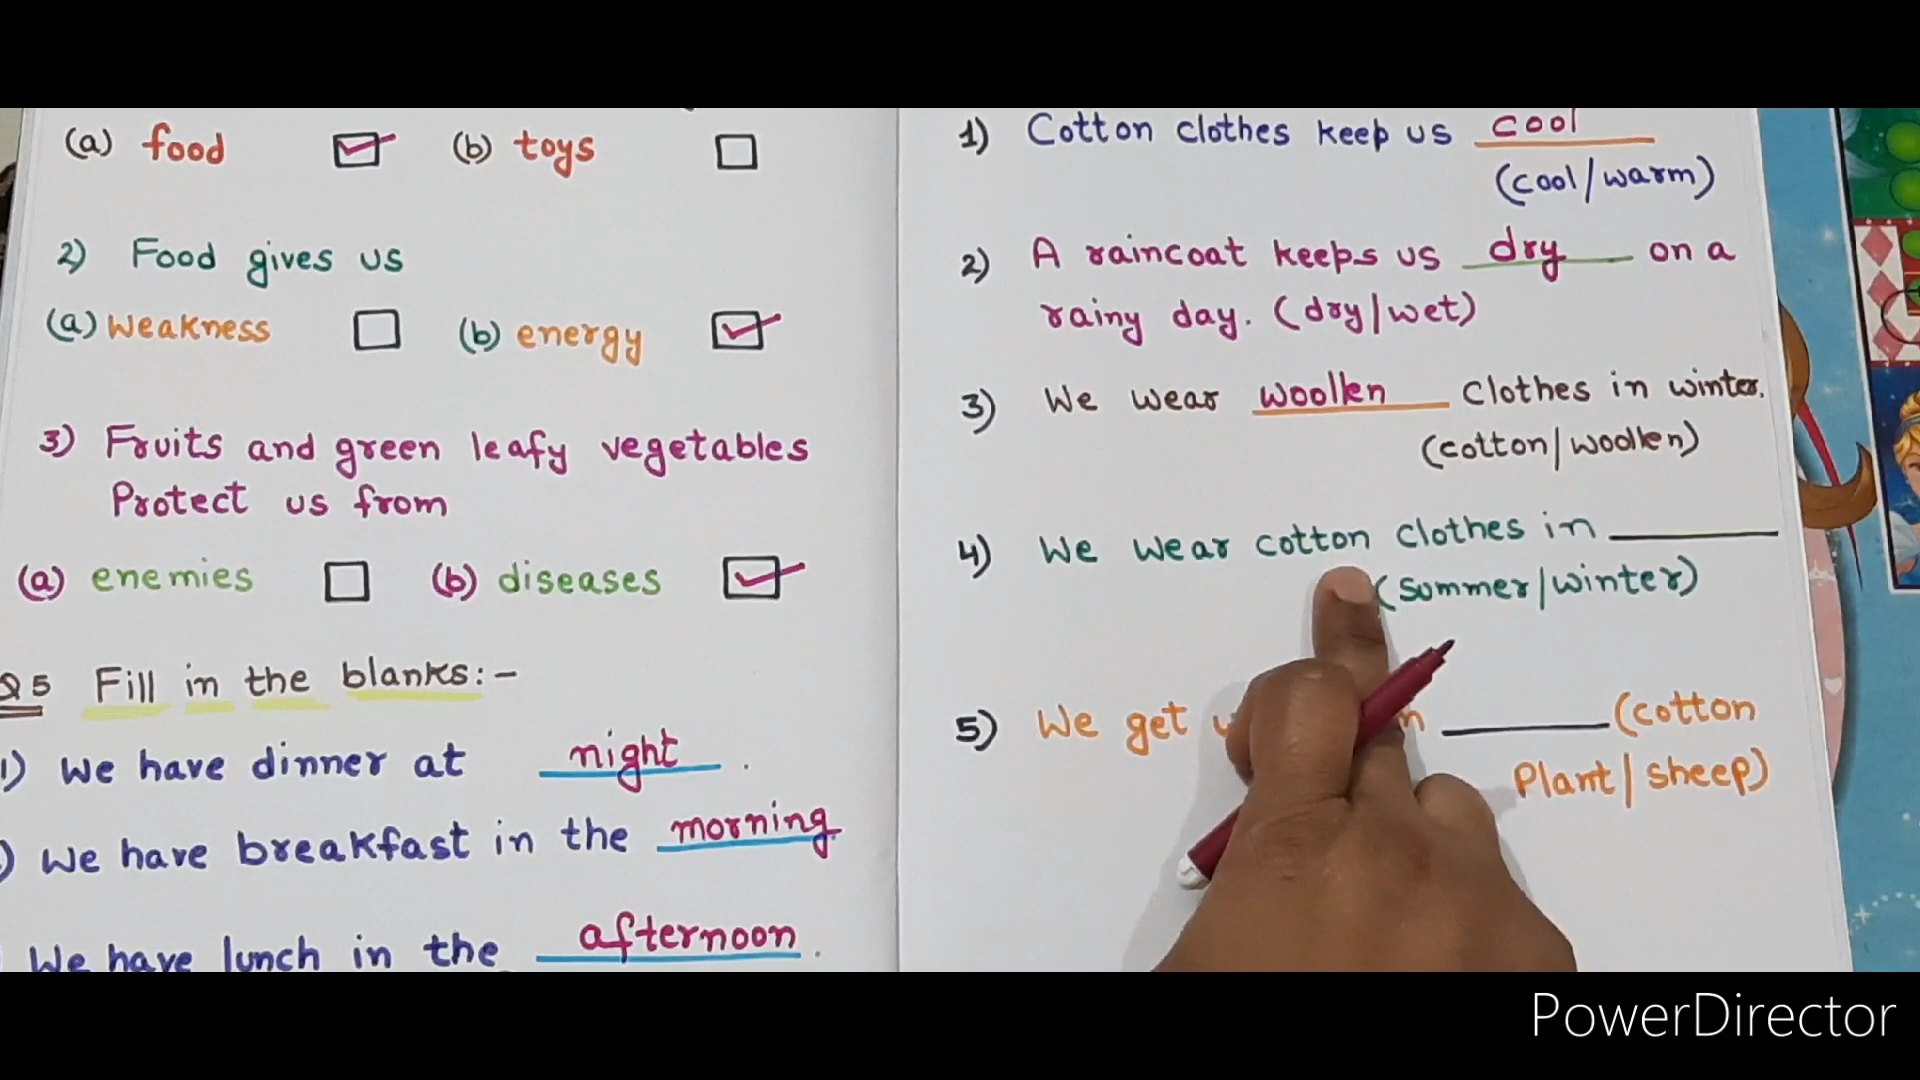 (a) food (b) toys
2) Food gives us
(a) weakness (b) energy
3) Fruits and green leafy vegetables
Protect us from
(a) enemies (b) diseases
Q5 Fill in the blanks:-
1) We have dinner at night.
) We have breakfast in the morning.
We have lunch in the afternoon.
1) Cotton clothes keep us cool
(cool/warm)
2) A raincoat keeps us dry on a
rainy day. (dry/wet)
3) We wear woollen clothes in winter.
(cotton/woollen)
4) We wear cotton clothes in ______
(summer/winter)
5) We get ______ (cotton
Plant/sheep)
PowerDirector